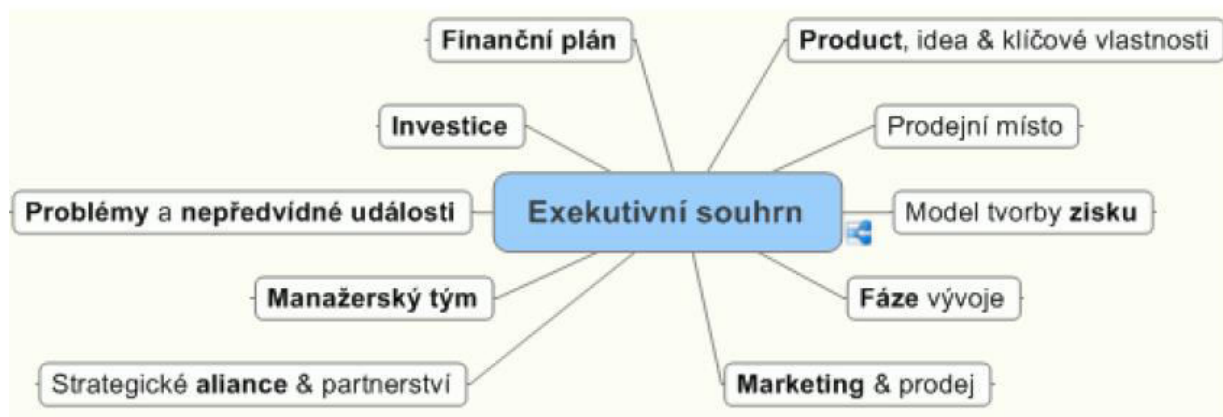 Finanční plán
Product, idea & klíčové vlastnosti
Investice
Prodejní místo
Problémy a nepředvídné události
Exekutivní souhrn
Model tvorby zisku
Manažerský tým
Fáze vývoje
Strategické aliance & partnerství
Marketing & prodej